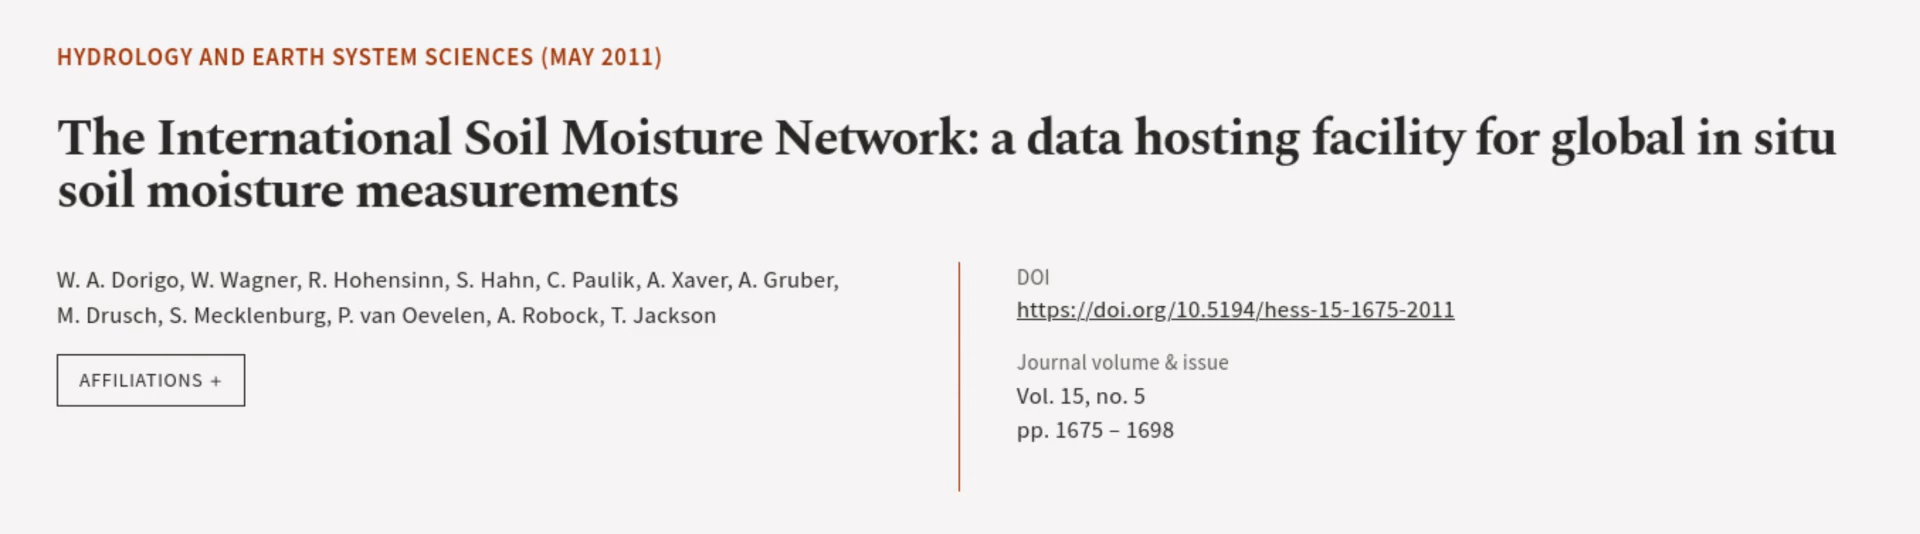 HYDROLOGY AND EARTH SYSTEM SCIENCES (MAY 2011)
The International Soil Moisture Network: a data hosting facility for global in situ
soil moisture measurements
W. A. Dorigo, W. Wagner, R. Hohensinn, S. Hahn, C. Paulik, A. Xaver, A. Gruber,
M. Drusch, S. Mecklenburg, P. van Oevelen, A. Robock, T. Jackson
AFFILIATIONS +
DOI
https://doi.org/10.5194/hess-15-1675-2011
Journal volume & issue
Vol. 15, no. 5
pp. 1675 – 1698